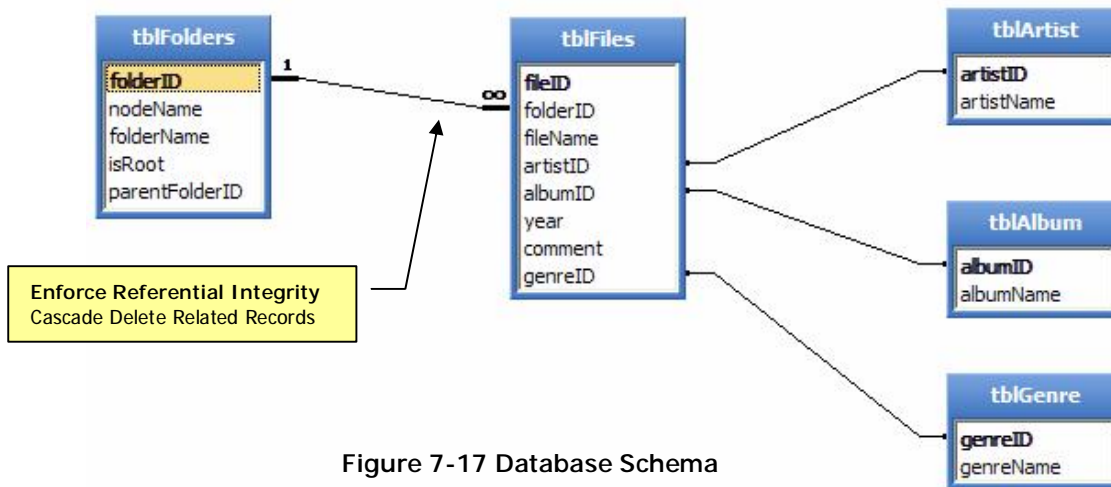 tblFolders
folderID
nodeName
folderName
isRoot
parentFolderID
1
∞
tblFiles
fileID
folderID
fileName
artistID
albumID
year
comment
genreID
tblArtist
artistID
artistName
tblAlbum
albumID
albumName
tblGenre
genreID
genreName
Enforce Referential Integrity
Cascade Delete Related Records
Figure 7-17 Database Schema